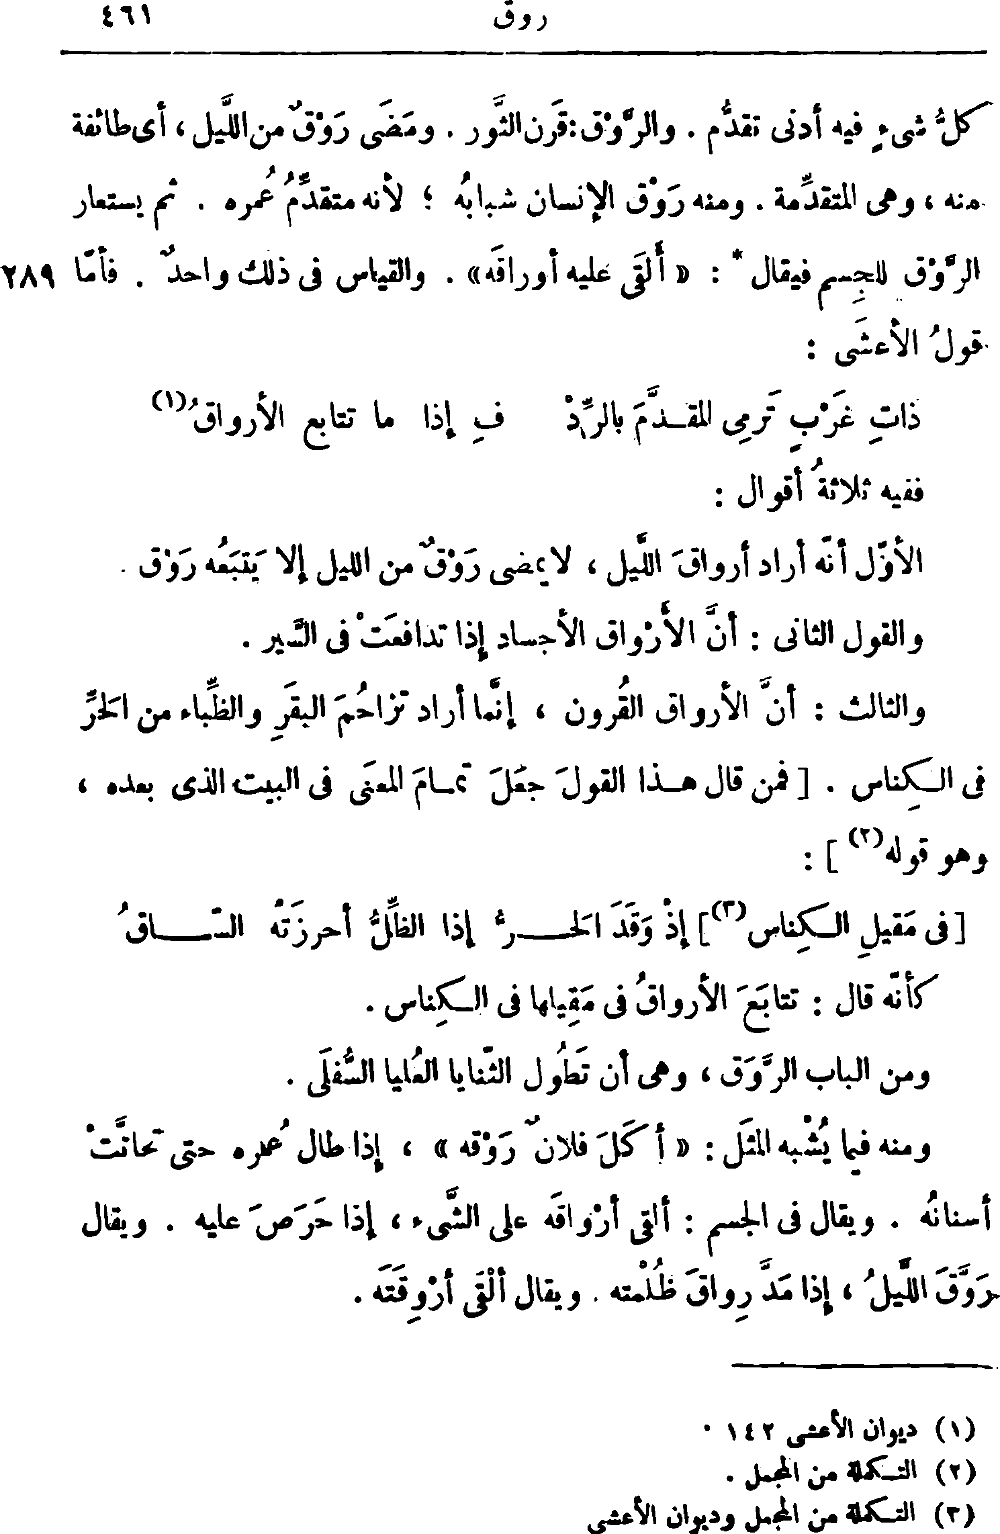 روق ٤٦١
كلُّ شىءٍ فيه أدنى تقدُّم . والرَّوْق : قَرن الثَّور . ومَضَى رَوْقٌ من اللَّيل ، أى طائفة
منه ، وهى المتقدِّمة . ومنه رَوْق الإنسان شبابُه ؛ لأنه متقدِّمُ عُمره . ثم يستعار
الرَّوْق للجِسم فيقال * : « أَلقَى عليه أوراقَه » . والقياس فى ذلك واحدٌ . فأمّا ٢٨٩
قولُ الأعشَى :
ذاتِ غَرْبٍ تَرمِى المقدَّمَ بالرِّدْ فِ إذا ما تتابع الأرواقُ(١)
ففيه ثلاثةُ أقوال :
الأوّل أنّه أراد أرواقَ اللَّيل ، لا يمضى رَوْقٌ من الليل إلا يَتبَعُه رَوْق .
والقول الثانى : أنَّ الأَرْواق الأجساد إذا تدافعَتْ فى السَّير .
والثالث : أنَّ الأرواق القُرون ، إنَّما أراد تزاحُمَ البقَرِ والظِّباء من الحَرِّ
فى الكِناس . [ فمن قال هذا القولَ جعَلَ تمامَ المعنَى فى البيت الذى بعده ،
وهو قوله(٢) ] :
[ فى مَقيلِ الكِناس(٣) ] إذْ وَقَدَ الحَرُّ إذا الظِّلُّ أحرزَتْهُ السّاقُ
كأنّه قال : تتابَعَ الأرواقُ فى مَقِيلها فى الكِناس .
ومن الباب الرَّوَق ، وهى أن تَطُول الثّنايا العُليا السُّفلَى .
ومنه فيما يُشْبه المثَل : « أكَلَ فلانٌ رَوْقه » ، إذا طال عُمره حتى تحاتَّتْ
أسنانُه . ويقال فى الجسم : ألقى أرْواقَه على الشَّىء ، إذا حَرَصَ عليه . ويقال
رَوَّقَ اللَّيلُ ، إذا مَدَّ رِواقَ ظُلْمته . ويقال ألْقَى أرْوِقَتَه .
(١) ديوان الأعشى ١٤٢ .
(٢) التكملة من المجمل .
(٣) التكملة من المجمل وديوان الأعشى